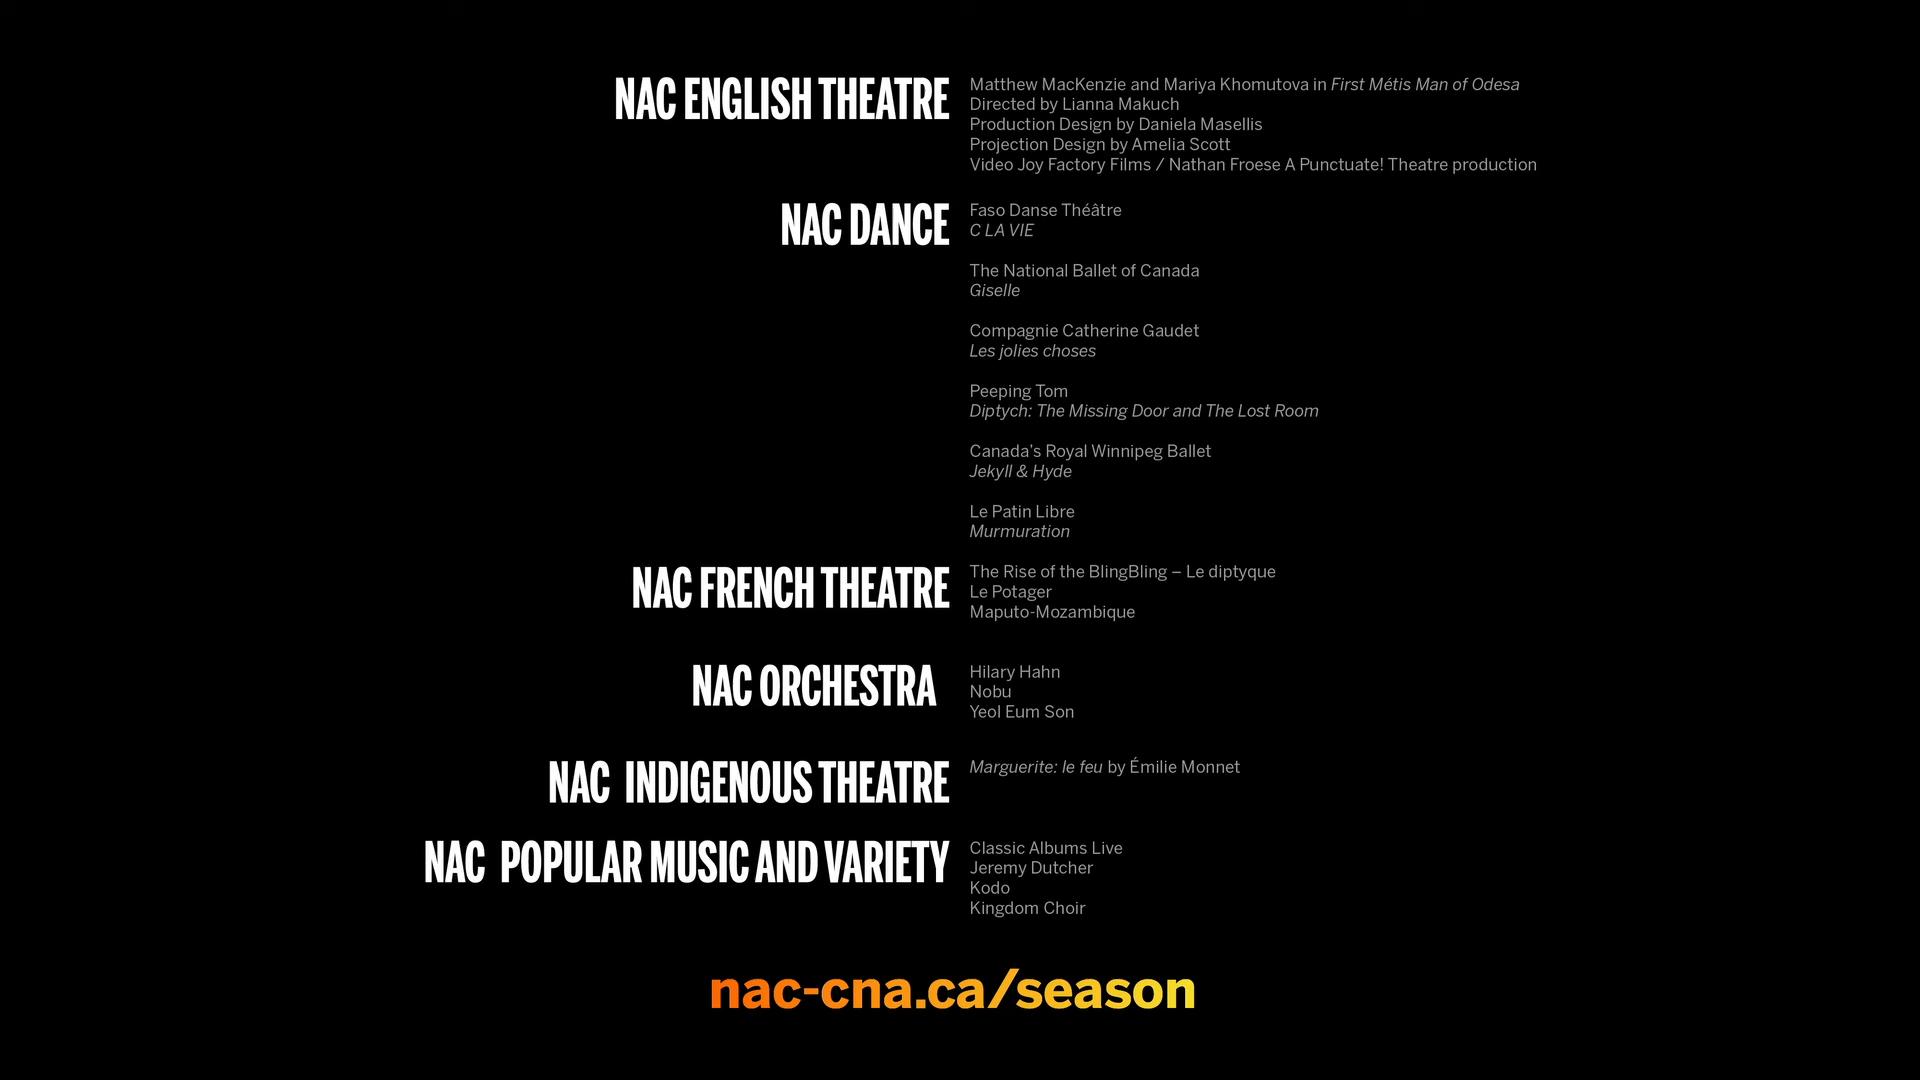 NAC ENGLISH THEATRE
Matthew MacKenzie and Mariya Khomutova in First Métis Man of Odesa
Directed by Lianna Makuch
Production Design by Daniela Masellis
Projection Design by Amelia Scott
Video Joy Factory Films / Nathan Froese A Punctuate! Theatre production
NAC DANCE
Faso Danse Théâtre
C LA VIE
The National Ballet of Canada
Giselle
Compagnie Catherine Gaudet
Les jolies choses
Peeping Tom
Diptych: The Missing Door and The Lost Room
Canada's Royal Winnipeg Ballet
Jekyll & Hyde
Le Patin Libre
Murmuration
NAC FRENCH THEATRE
The Rise of the BlingBling – Le diptyque
Le Potager
Maputo-Mozambique
NAC ORCHESTRA
Hilary Hahn
Nobu
Yeol Eum Son
NAC INDIGENOUS THEATRE
Marguerite: le feu by Émilie Monnet
NAC POPULAR MUSIC AND VARIETY
Classic Albums Live
Jeremy Dutcher
Kodo
Kingdom Choir
nac-cna.ca/season